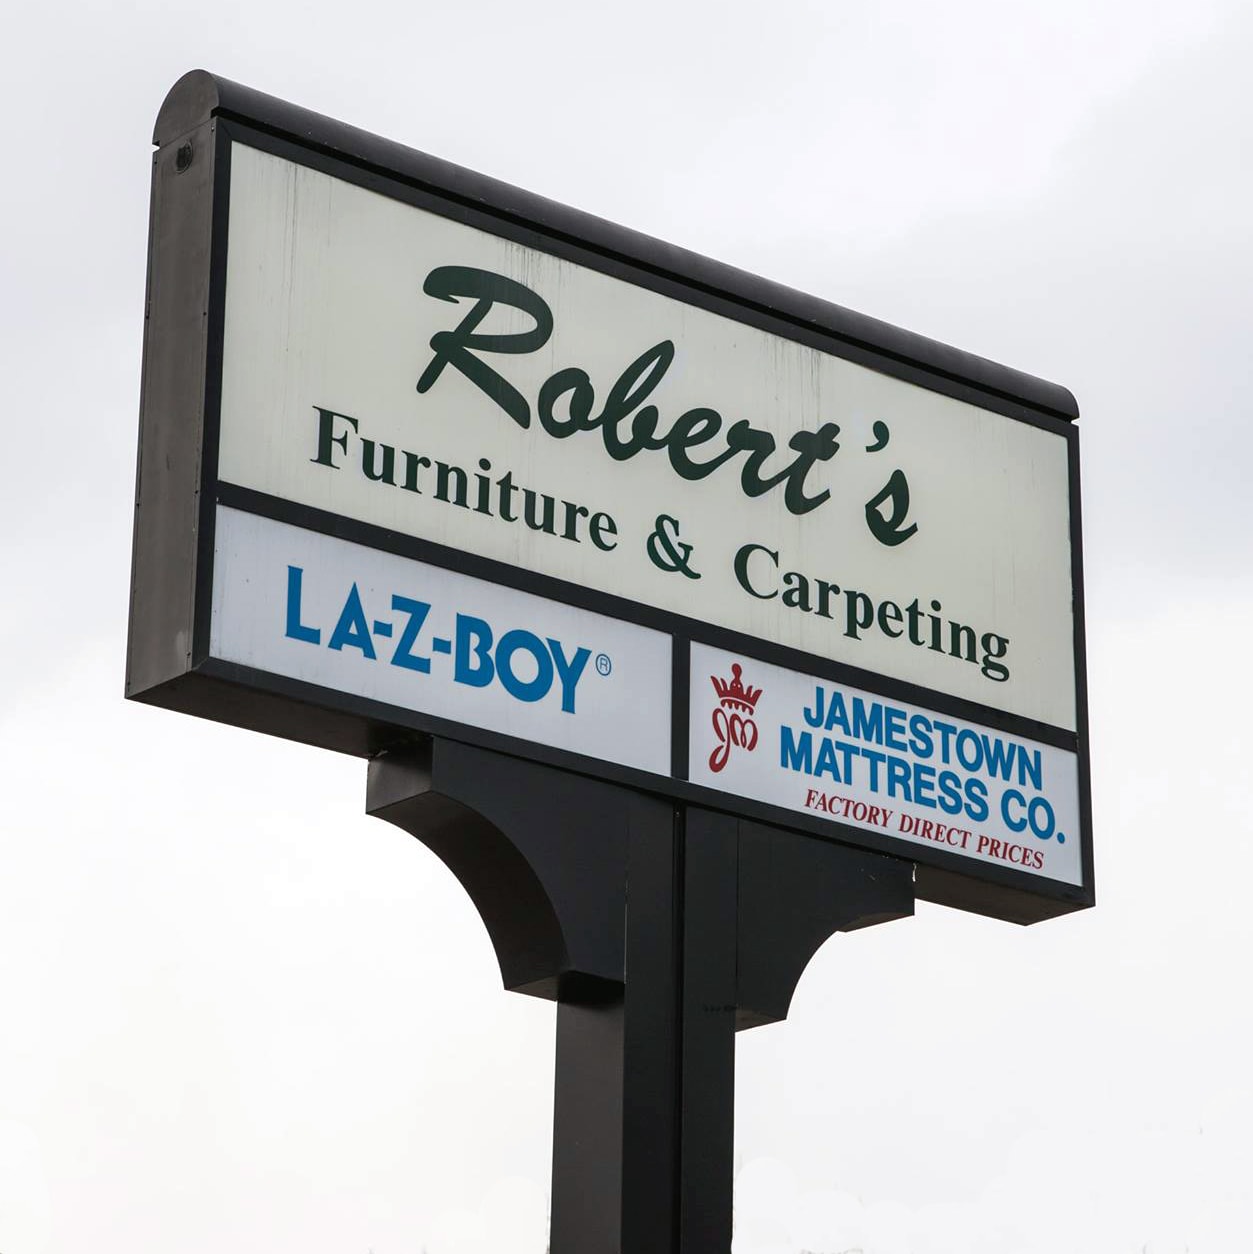 Robert's
Furniture & Carpeting
LA-Z-BOY®
jm
JAMESTOWN
MATTRESS CO.
FACTORY DIRECT PRICES